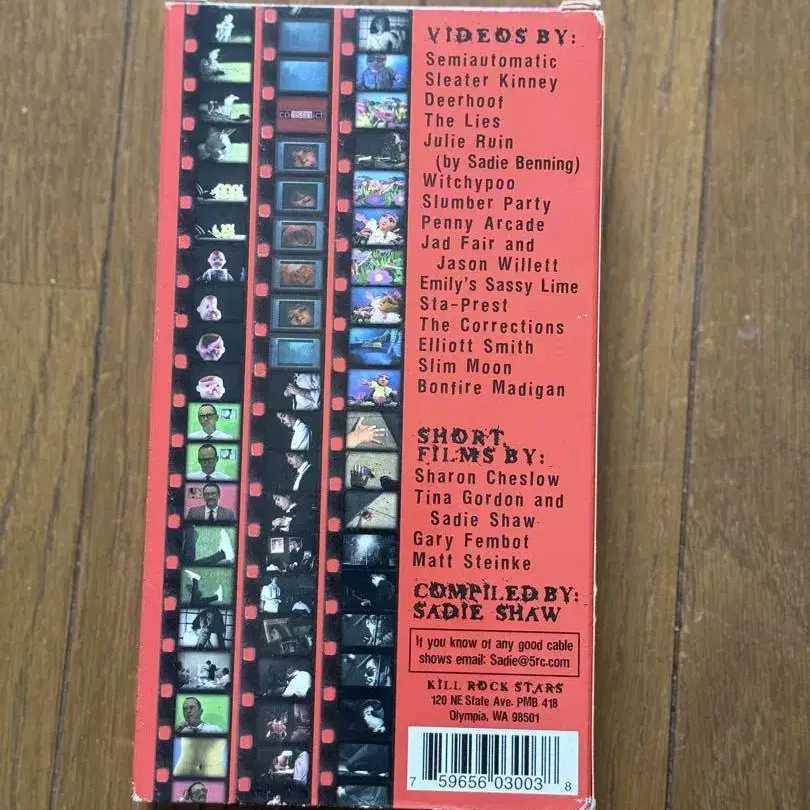 VIDEOS BY:
Semiautomatic
Sleater Kinney
Deerhoof
The Lies
Julie Ruin
(by Sadie Benning)
Witchypoo
Slumber Party
Penny Arcade
Jad Fair and
Jason Willett
Emily's Sassy Lime
Sta-Prest
The Corrections
Elliott Smith
Slim Moon
Bonfire Madigan
SHORT
FILMS BY:
Sharon Cheslow
Tina Gordon and
Sadie Shaw
Gary Fembot
Matt Steinke
COMPILED BY:
SADIE SHAW
If you know of any good cable
shows email: Sadie@5rc.com
KILL ROCK STARS
120 NE State Ave. PMB 418
Olympia, WA 98501
7 59656 03003 8